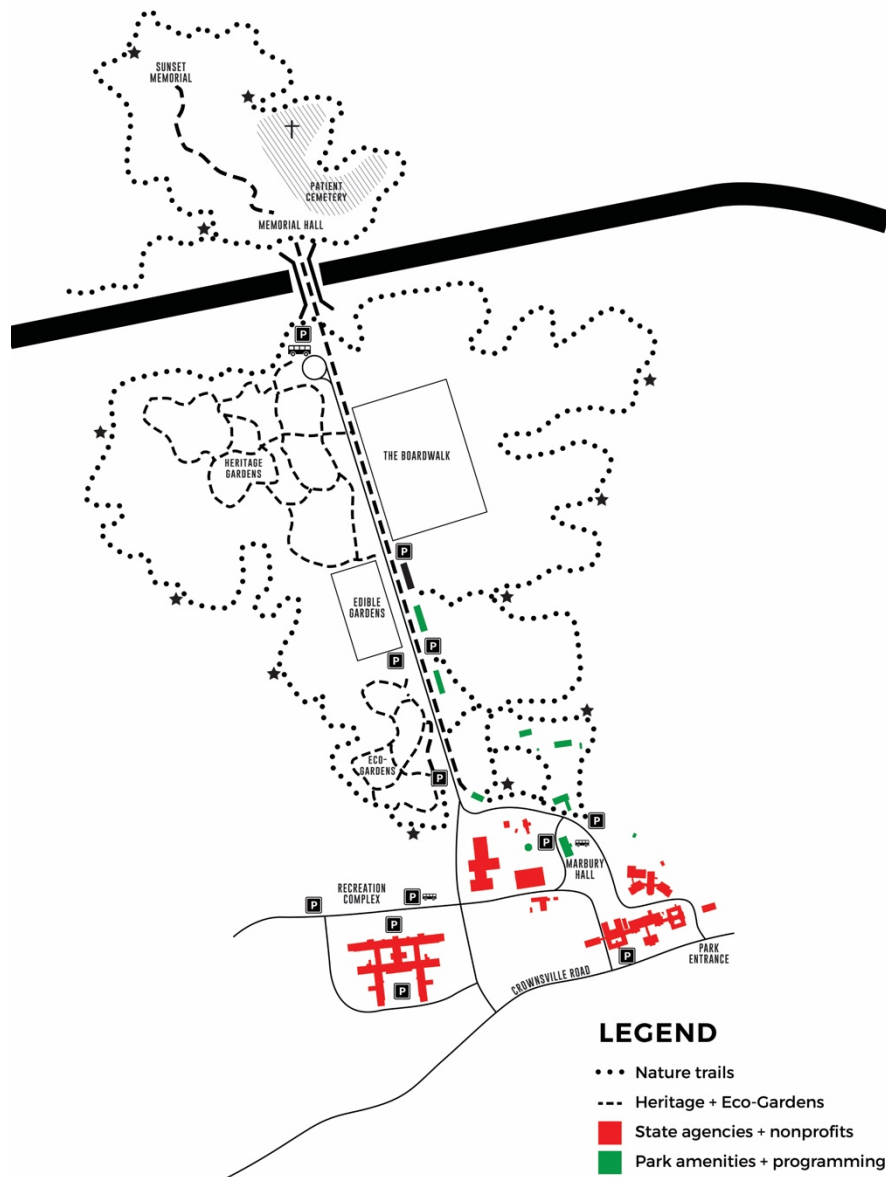 SUNSET
MEMORIAL
PATIENT
CEMETERY
MEMORIAL HALL
P
THE BOARDWALK
HERITAGE
GARDENS
P
EDIBLE
GARDENS
P
P
ECO-
GARDENS
P
P
P
MARBURY
HALL
RECREATION
COMPLEX
P
P
P
P
PARK
ENTRANCE
P
CROWNSVILLE ROAD
LEGEND
Nature trails
Heritage + Eco-Gardens
State agencies + nonprofits
Park amenities + programming